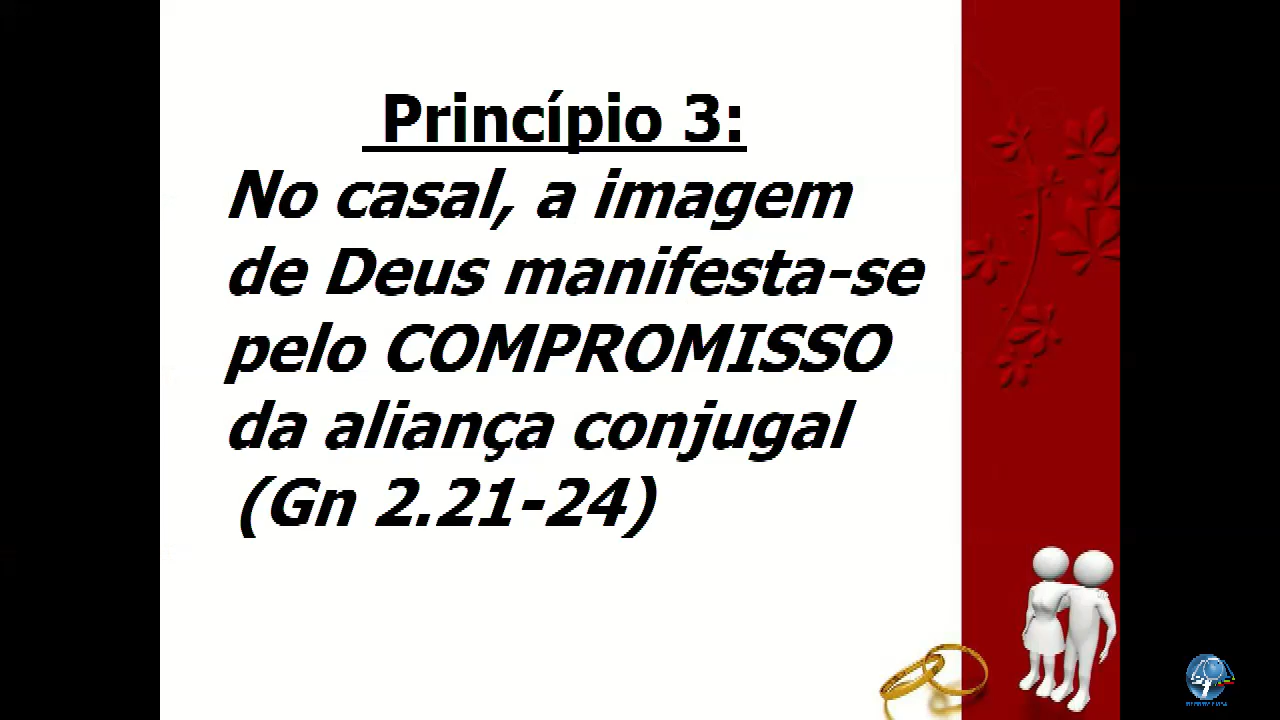 Princípio 3:
No casal, a imagem
de Deus manifesta-se
pelo COMPROMISSO
da aliança conjugal
(Gn 2.21-24)